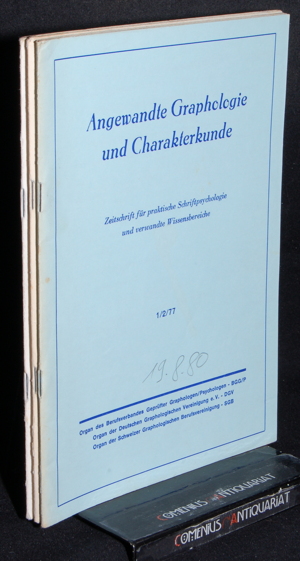 Angewandte Graphologie
und Charakterkunde
Zeitschrift für praktische Schriftpsychologie
und verwandte Wissensbereiche
1/2/77
19.8.80
Organ des Berufsverbandes Geprüfter Graphologen/Psychologen - BGG/P
Organ der Deutschen Graphologischen Vereinigung e.V. - DGV
Organ der Schweizer Graphologischen Berufsvereinigung - SGB
COMENIUS ANTIQUARIAT
COMENIUS ANTIQUARIAT